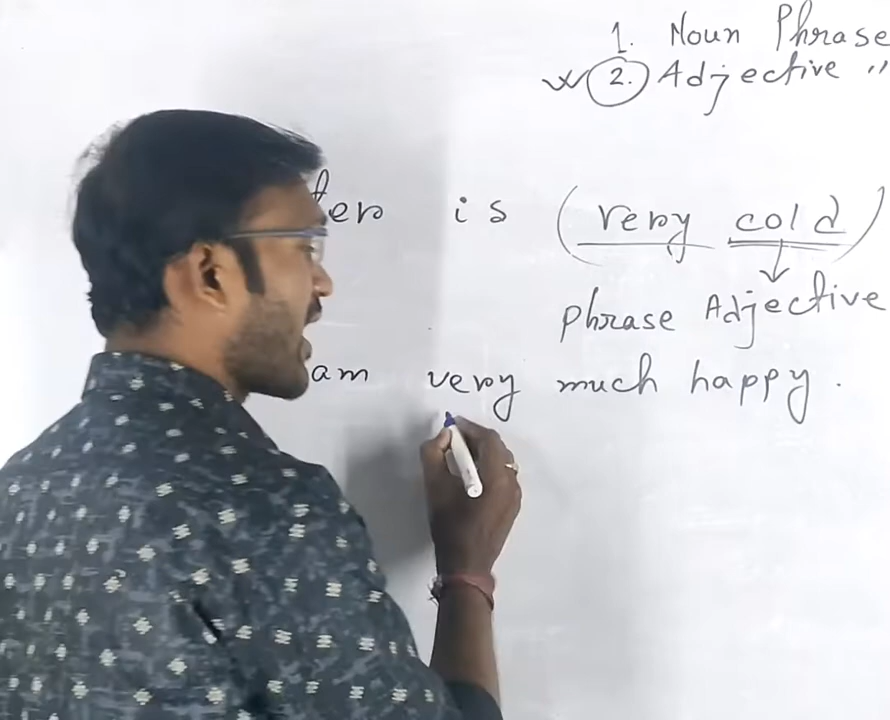 1. Noun Phrase
2. Adjective "
is (very cold)
phrase Adjective
am very much happy.